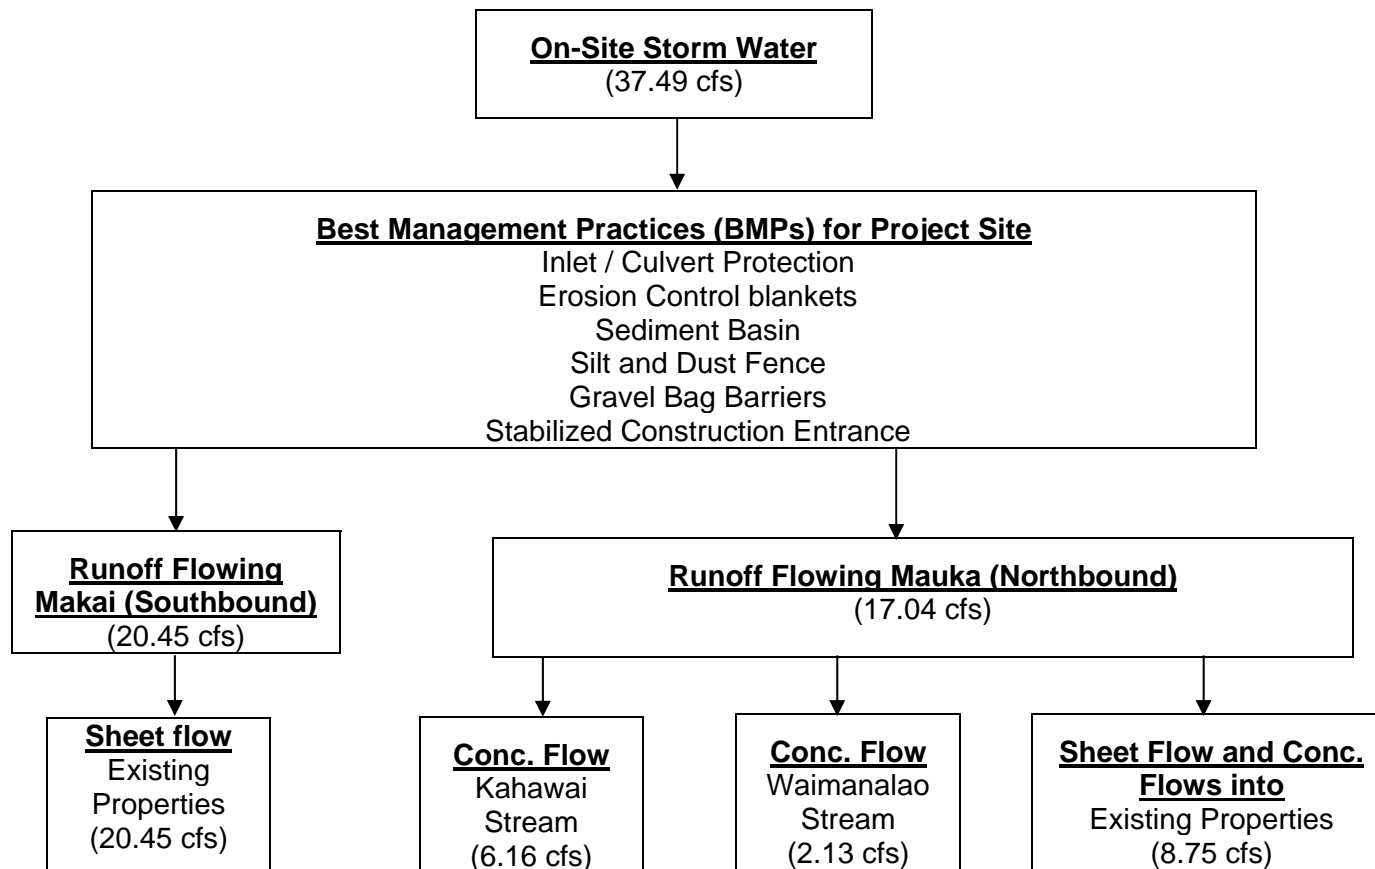 On-Site Storm Water
(37.49 cfs)
Best Management Practices (BMPs) for Project Site
Inlet / Culvert Protection
Erosion Control blankets
Sediment Basin
Silt and Dust Fence
Gravel Bag Barriers
Stabilized Construction Entrance
Runoff Flowing
Makai (Southbound)
(20.45 cfs)
Runoff Flowing Mauka (Northbound)
(17.04 cfs)
Sheet flow
Existing
Properties
(20.45 cfs)
Conc. Flow
Kahawai
Stream
(6.16 cfs)
Conc. Flow
Waimanalao
Stream
(2.13 cfs)
Sheet Flow and Conc.
Flows into
Existing Properties
(8.75 cfs)